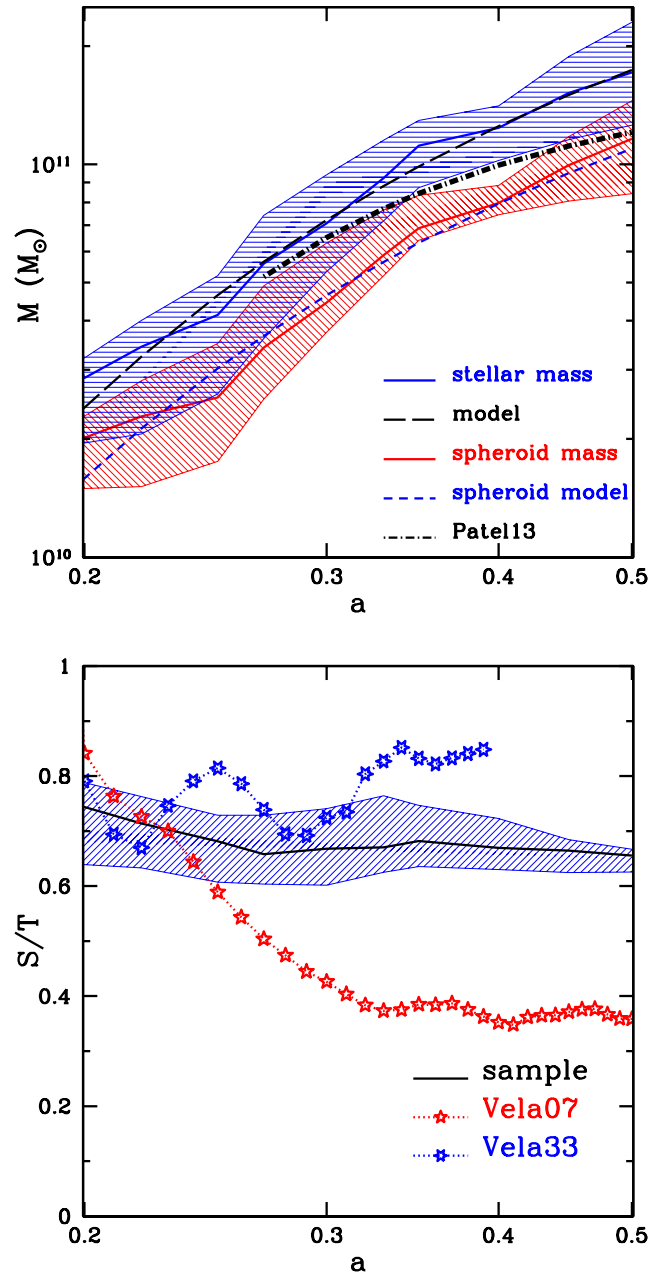 M (M⊙)
10¹¹
10¹⁰
stellar mass
model
spheroid mass
spheroid model
Patel13
0.2 0.3 0.4 0.5
a
S/T
1
0.8
0.6
0.4
0.2
0
sample
Vela07
Vela33
0.2 0.3 0.4 0.5
a